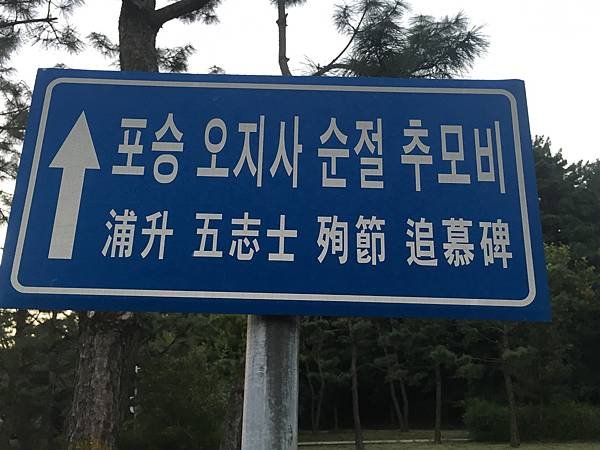 포승 오지사 순절 추모비
浦升 五志士 殉節 追慕碑